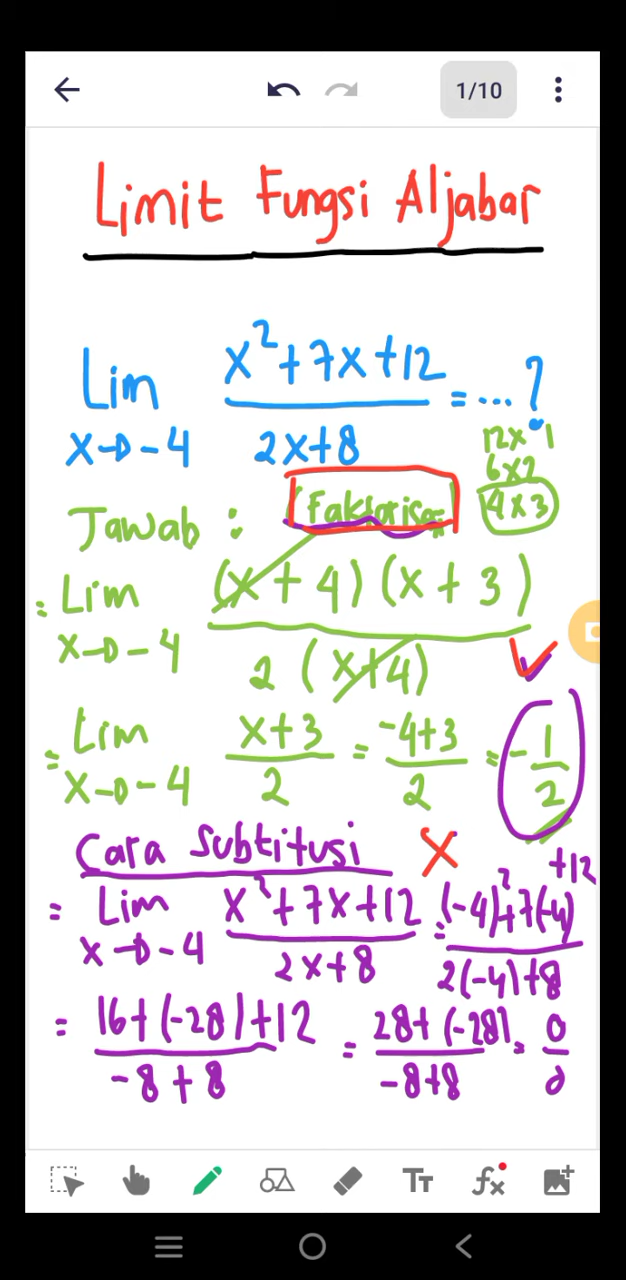 1/10
Limit Fungsi Aljabar
Lim x→-4 (x²+7x+12)/(2x+8) = ...?
12x1
6x2
4x3
Jawab : Faktorisasi
= Lim x→-4 (x+4)(x+3)/2(x+4)
= Lim x→-4 (x+3)/2 = (-4+3)/2 = -1/2
Cara Subtitusi X
= Lim x→-4 (x²+7x+12)/(2x+8) = ((-4)²+7(-4)+12)/(2(-4)+8)
= (16+(-28)+12)/(-8+8) = (28+(-28))/(-8+8) = 0/0
TT
fx